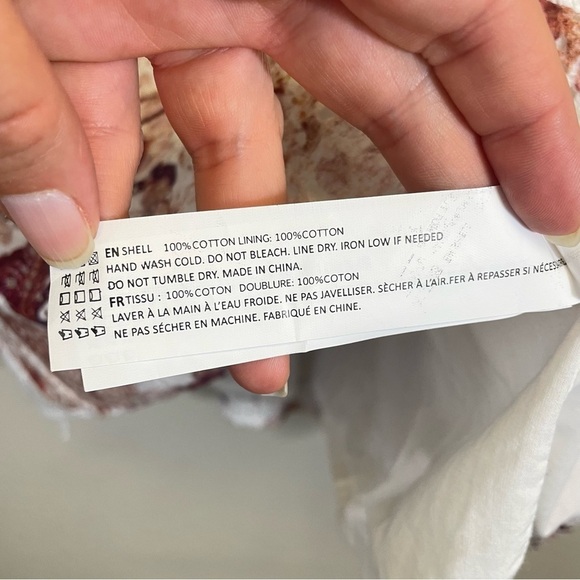 EN SHELL 100%COTTON LINING: 100%COTTON
HAND WASH COLD. DO NOT BLEACH. LINE DRY. IRON LOW IF NEEDED
DO NOT TUMBLE DRY. MADE IN CHINA.
FR TISSU : 100%COTON DOUBLURE: 100%COTON
LAVER À LA MAIN À L'EAU FROIDE. NE PAS JAVELLISER. SÈCHER À L'AIR.FER À REPASSER SI
NE PAS SÉCHER EN MACHINE. FABRIQUÉ EN CHINE.